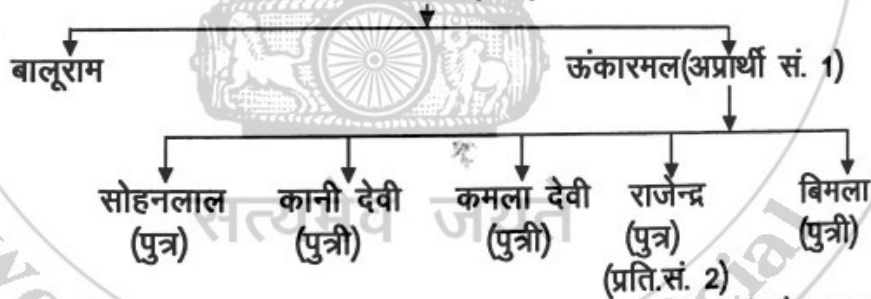 बालूराम ऊंकारमल(अप्रार्थी सं. 1)
सोहनलाल कानी देवी कमला देवी राजेन्द्र बिमला
(पुत्र) (पुत्री) (पुत्री) (पुत्र) (पुत्री)
(प्रति.सं. 2)
सत्यमेव जयते